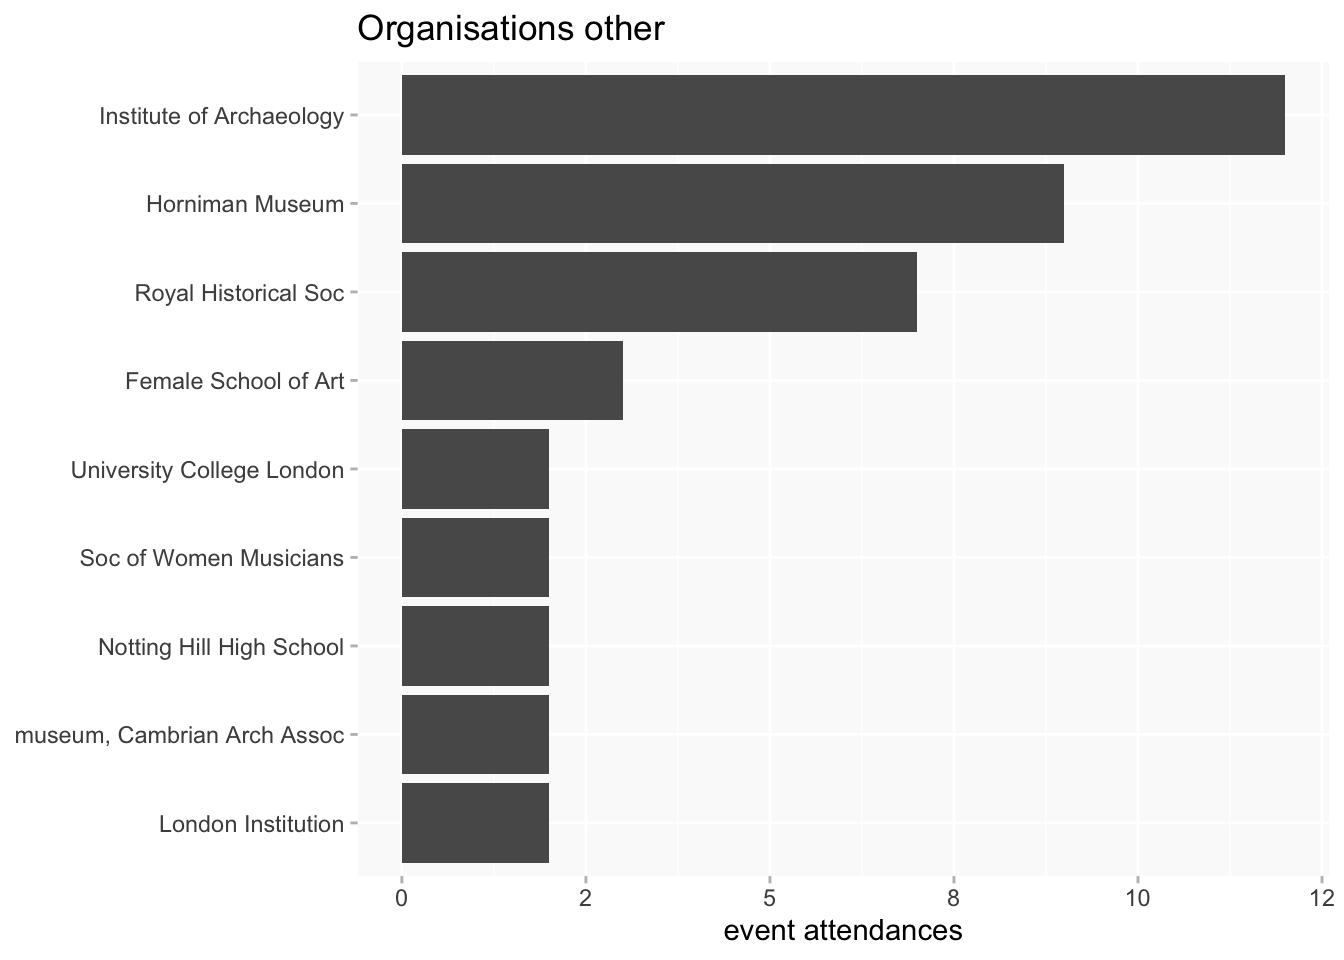 Organisations other
Institute of Archaeology
Horniman Museum
Royal Historical Soc
Female School of Art
University College London
Soc of Women Musicians
Notting Hill High School
museum, Cambrian Arch Assoc
London Institution
0 2 5 8 10 12
event attendances